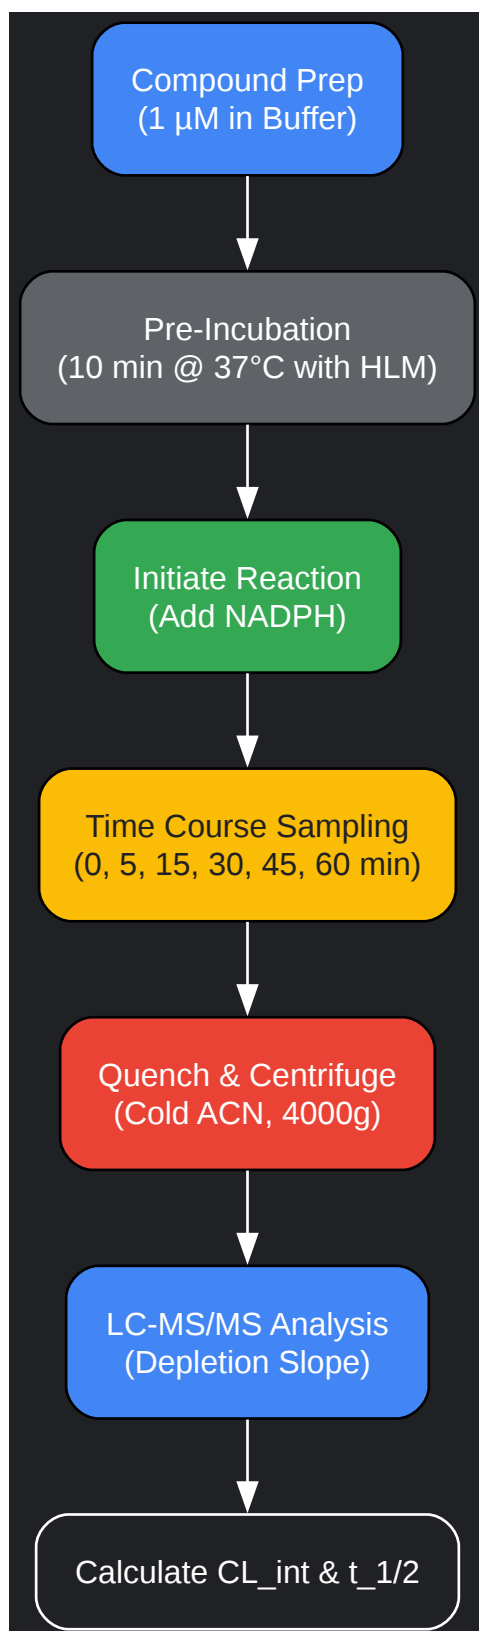 Compound Prep
(1 µM in Buffer)
Pre-Incubation
(10 min @ 37°C with HLM)
Initiate Reaction
(Add NADPH)
Time Course Sampling
(0, 5, 15, 30, 45, 60 min)
Quench & Centrifuge
(Cold ACN, 4000g)
LC-MS/MS Analysis
(Depletion Slope)
Calculate CL_int & t_1/2